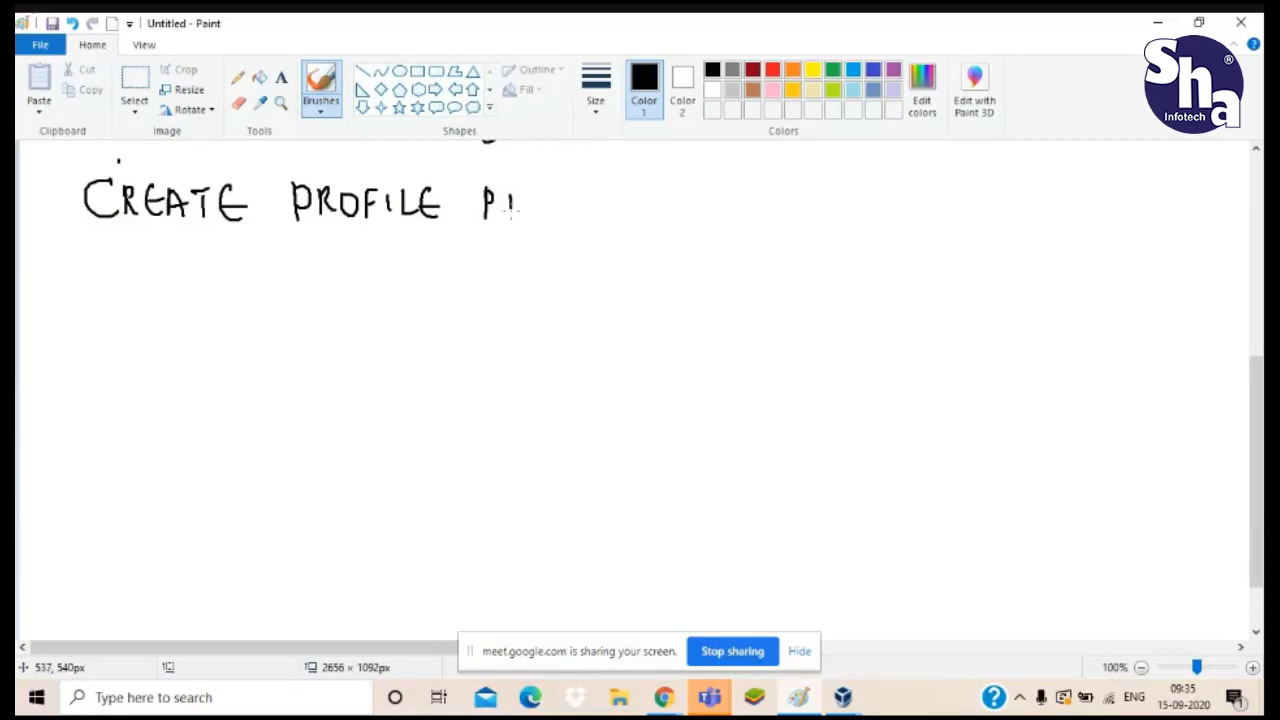 Untitled - Paint
File Home View
Paste
Cut
Copy
Clipboard
Select
Crop
Resize
Rotate
Image
Tools
Brushes
Shapes
Outline
Fill
Size
Color 1
Color 2
Colors
Edit colors
Edit with Paint 3D
Sha
Infotech
®
CREATE PROFILE P
meet.google.com is sharing your screen. Stop sharing Hide
537, 540px 2656 × 1092px 100%
Type here to search
ENG
09:35
15-09-2020